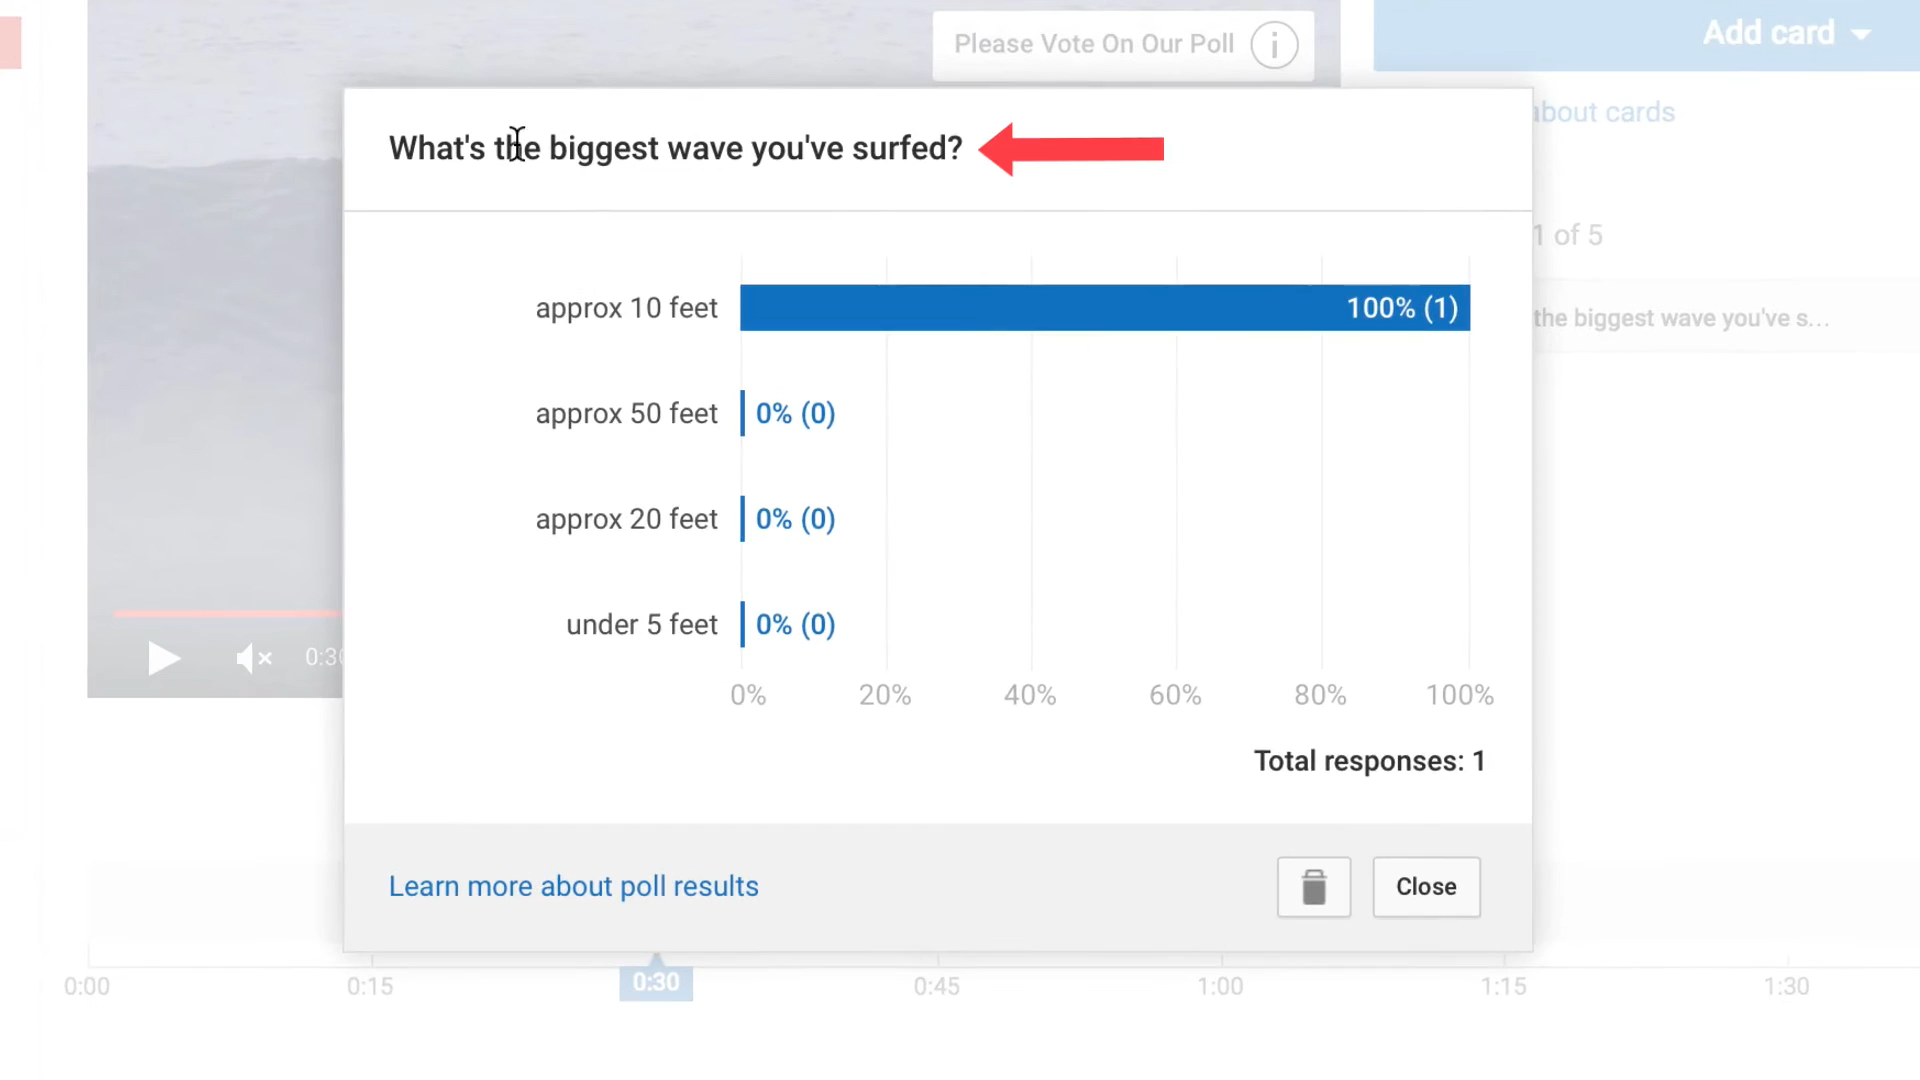 Please Vote On Our Poll
Add card
about cards
What's the biggest wave you've surfed?
1 of 5
approx 10 feet 100% (1)
the biggest wave you've s...
approx 50 feet 0% (0)
approx 20 feet 0% (0)
under 5 feet 0% (0)
0:30
0% 20% 40% 60% 80% 100%
Total responses: 1
Learn more about poll results
Close
0:00 0:15 0:30 0:45 1:00 1:15 1:30